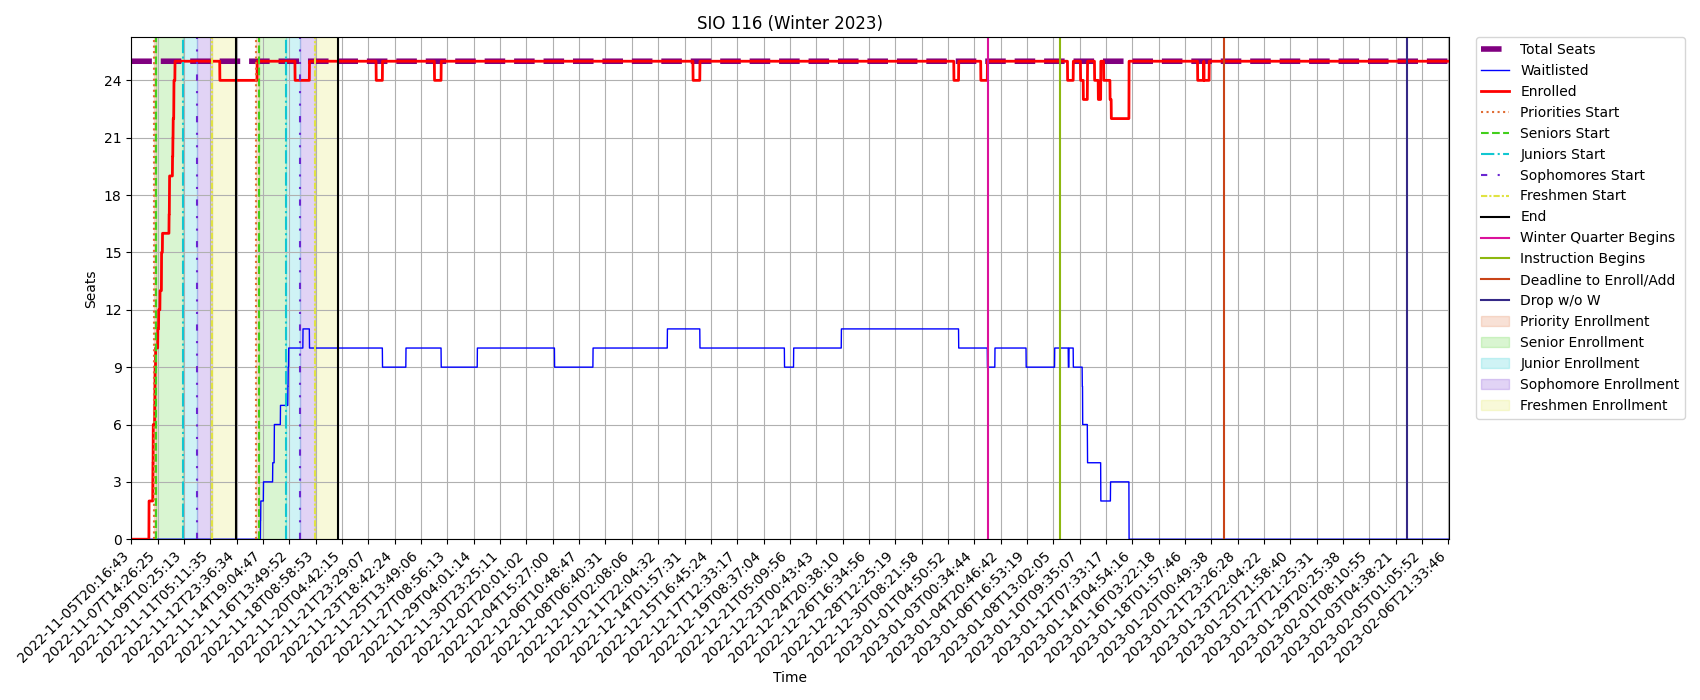 SIO 116 (Winter 2023)
Seats
24
21
18
15
12
9
6
3
0
2022-11-05T20:16:43
2022-11-07T14:26:25
2022-11-09T10:25:13
2022-11-11T05:11:35
2022-11-12T23:36:34
2022-11-14T19:04:47
2022-11-16T13:49:52
2022-11-18T08:58:53
2022-11-20T04:42:15
2022-11-21T23:29:07
2022-11-23T18:42:24
2022-11-25T13:49:06
2022-11-27T08:56:13
2022-11-29T04:01:14
2022-11-30T23:25:11
2022-12-02T20:01:02
2022-12-04T15:27:00
2022-12-06T10:48:47
2022-12-08T06:40:31
2022-12-10T02:08:06
2022-12-11T22:04:32
2022-12-14T01:57:31
2022-12-15T16:45:24
2022-12-17T12:33:17
2022-12-19T08:37:04
2022-12-21T05:09:56
2022-12-23T00:43:43
2022-12-24T20:38:10
2022-12-26T16:34:56
2022-12-28T12:25:19
2022-12-30T08:21:58
2023-01-01T04:50:52
2023-01-03T00:34:44
2023-01-04T20:46:42
2023-01-06T16:53:19
2023-01-08T13:02:05
2023-01-10T09:35:07
2023-01-12T07:33:17
2023-01-14T04:54:16
2023-01-16T03:22:18
2023-01-18T01:57:46
2023-01-20T00:49:38
2023-01-21T23:26:28
2023-01-23T22:04:22
2023-01-25T21:58:40
2023-01-27T21:25:31
2023-01-29T20:25:38
2023-02-01T08:10:55
2023-02-03T04:38:21
2023-02-05T01:05:52
2023-02-06T21:33:46
Time
Total Seats
Waitlisted
Enrolled
Priorities Start
Seniors Start
Juniors Start
Sophomores Start
Freshmen Start
End
Winter Quarter Begins
Instruction Begins
Deadline to Enroll/Add
Drop w/o W
Priority Enrollment
Senior Enrollment
Junior Enrollment
Sophomore Enrollment
Freshmen Enrollment